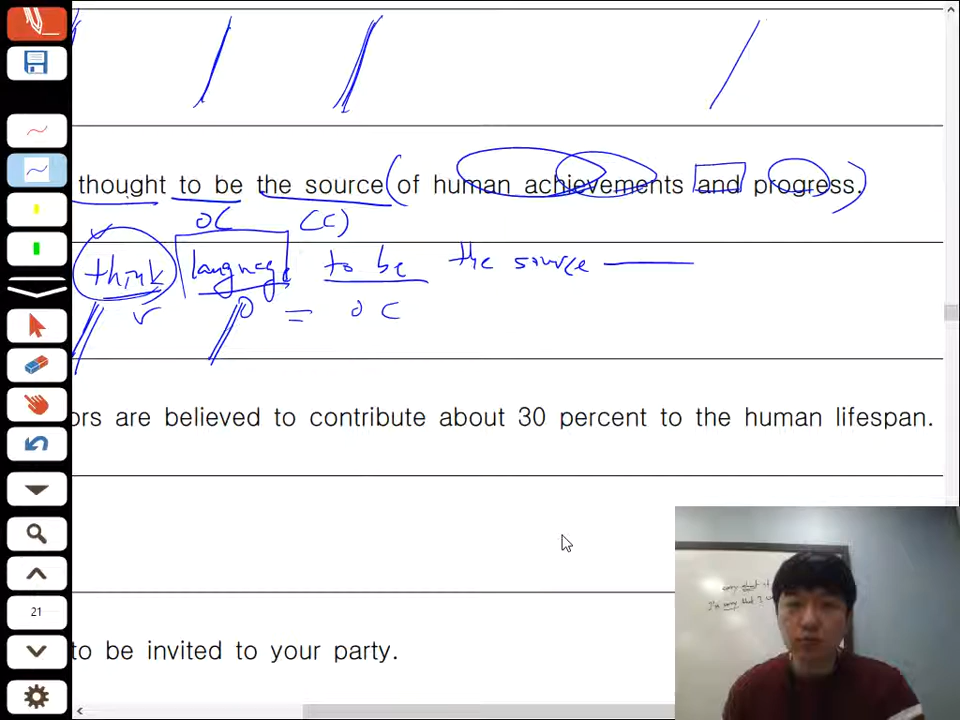 thought to be the source (of human achievements and progress.)
OC (C)
think language to be the source
v O = OC
ors are believed to contribute about 30 percent to the human lifespan.
to be invited to your party.
21